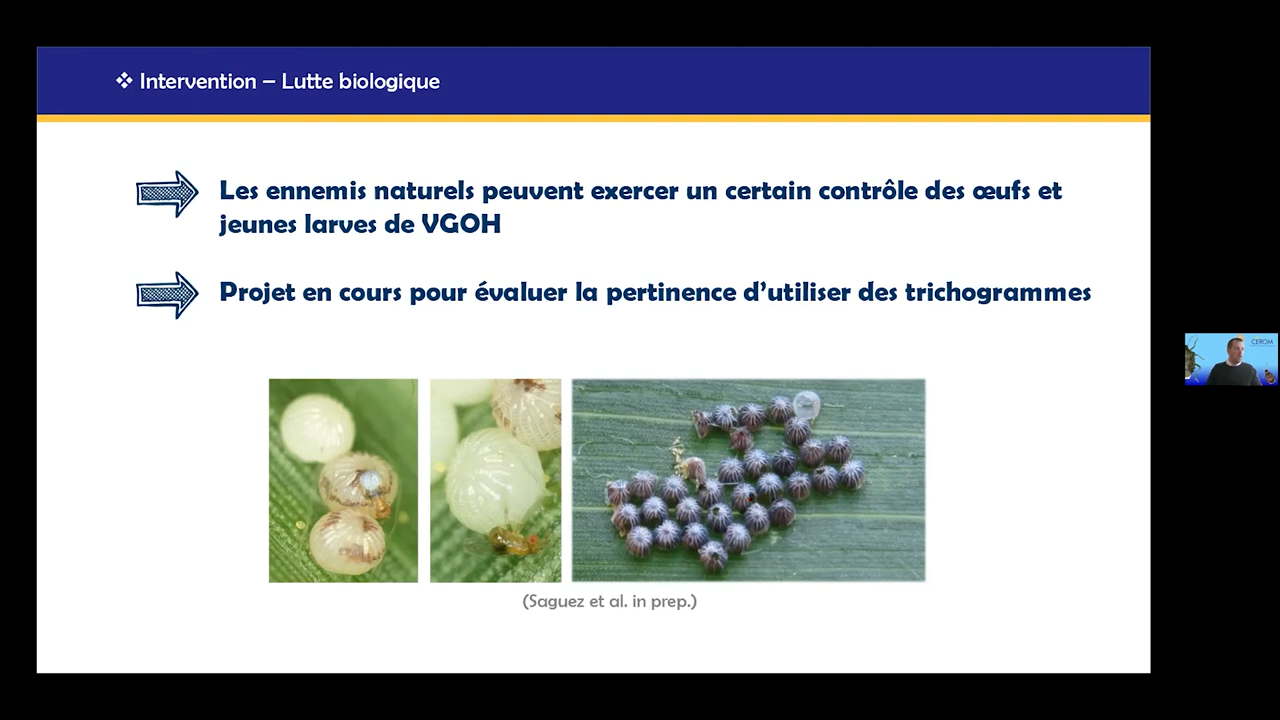 ❖ Intervention – Lutte biologique
Les ennemis naturels peuvent exercer un certain contrôle des œufs et
jeunes larves de VGOH
Projet en cours pour évaluer la pertinence d’utiliser des trichogrammes
CEROM
(Saguez et al. in prep.)